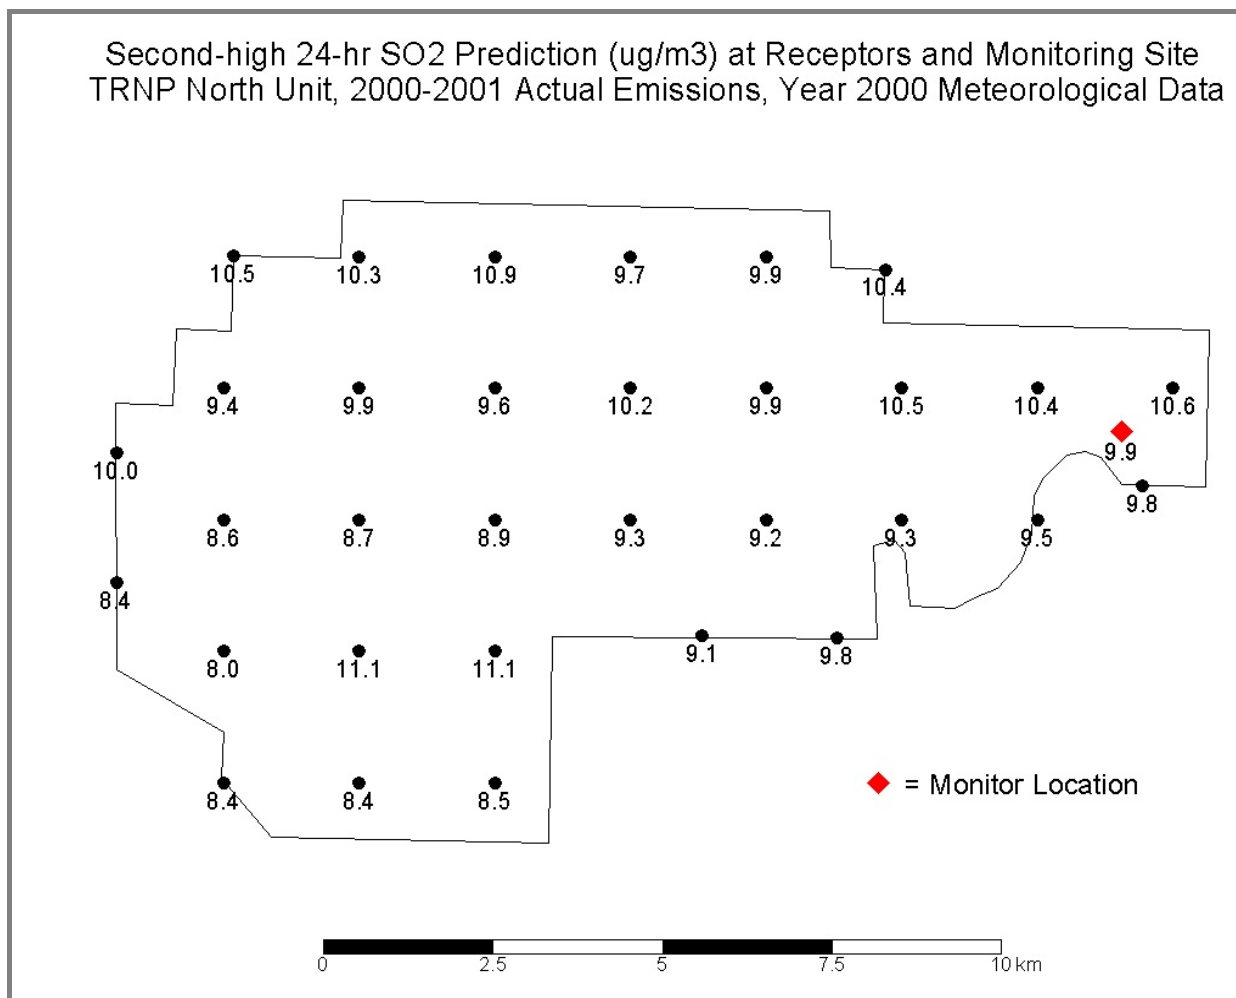 Second-high 24-hr SO2 Prediction (ug/m3) at Receptors and Monitoring Site
TRNP North Unit, 2000-2001 Actual Emissions, Year 2000 Meteorological Data
10.5 10.3 10.9 9.7 9.9 10.4
9.4 9.9 9.6 10.2 9.9 10.5 10.4 10.6
9.9
10.0
9.8
8.6 8.7 8.9 9.3 9.2 9.3 9.5
8.4
9.1 9.8
8.0 11.1 11.1
= Monitor Location
8.4 8.4 8.5
0 2.5 5 7.5 10 km